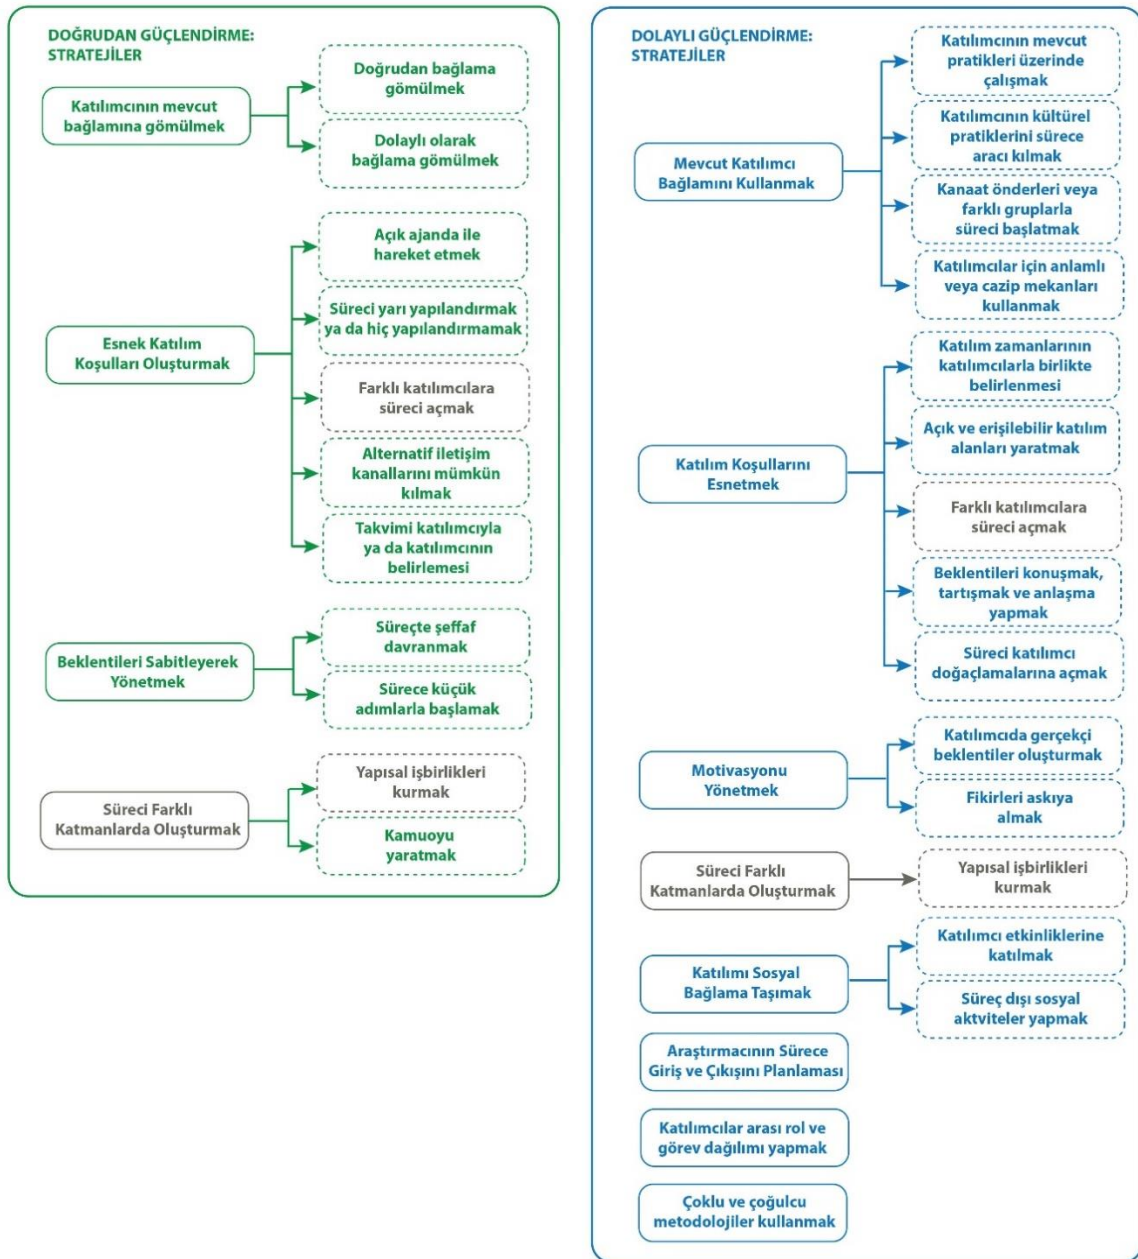 DOĞRUDAN GÜÇLENDİRME:
STRATEJİLER
Katılımcının mevcut
bağlamına gömülmek
Doğrudan bağlama
gömülmek
Dolaylı olarak
bağlama gömülmek
Esnek Katılım
Koşulları Oluşturmak
Açık ajanda ile
hareket etmek
Süreci yarı yapılandırmak
ya da hiç yapılandırmamak
Farklı katılımcılara
süreci açmak
Alternatif iletişim
kanallarını mümkün
kılmak
Takvimi katılımcıyla
ya da katılımcının
belirlemesi
Beklentileri Sabitleyerek
Yönetmek
Süreçte şeffaf
davranmak
Sürece küçük
adımlarla başlamak
Süreci Farklı
Katmanlarda Oluşturmak
Yapısal işbirlikleri
kurmak
Kamuoyu
yaratmak
DOLAYLI GÜÇLENDİRME:
STRATEJİLER
Mevcut Katılımcı
Bağlamını Kullanmak
Katılımcının mevcut
pratikleri üzerinde
çalışmak
Katılımcının kültürel
pratiklerini sürece
aracı kılmak
Kanaat önderleri veya
farklı gruplarla
süreci başlatmak
Katılımcılar için anlamlı
veya cazip mekanları
kullanmak
Katılım Koşullarını
Esnetmek
Katılım zamanlarının
katılımcılarla birlikte
belirlenmesi
Açık ve erişilebilir katılım
alanları yaratmak
Farklı katılımcılara
süreci açmak
Beklentileri konuşmak,
tartışmak ve anlaşma
yapmak
Süreci katılımcı
doğaçlamalarına açmak
Motivasyonu
Yönetmek
Katılımcıda gerçekçi
beklentiler oluşturmak
Fikirleri askıya
almak
Süreci Farklı
Katmanlarda Oluşturmak
Yapısal işbirlikleri
kurmak
Katılımı Sosyal
Bağlama Taşımak
Katılımcı etkinliklerine
katılmak
Süreç dışı sosyal
aktviteler yapmak
Araştırmacının Sürece
Giriş ve Çıkışını Planlaması
Katılımcılar arası rol ve
görev dağılımı yapmak
Çoklu ve çoğulcu
metodolojiler kullanmak